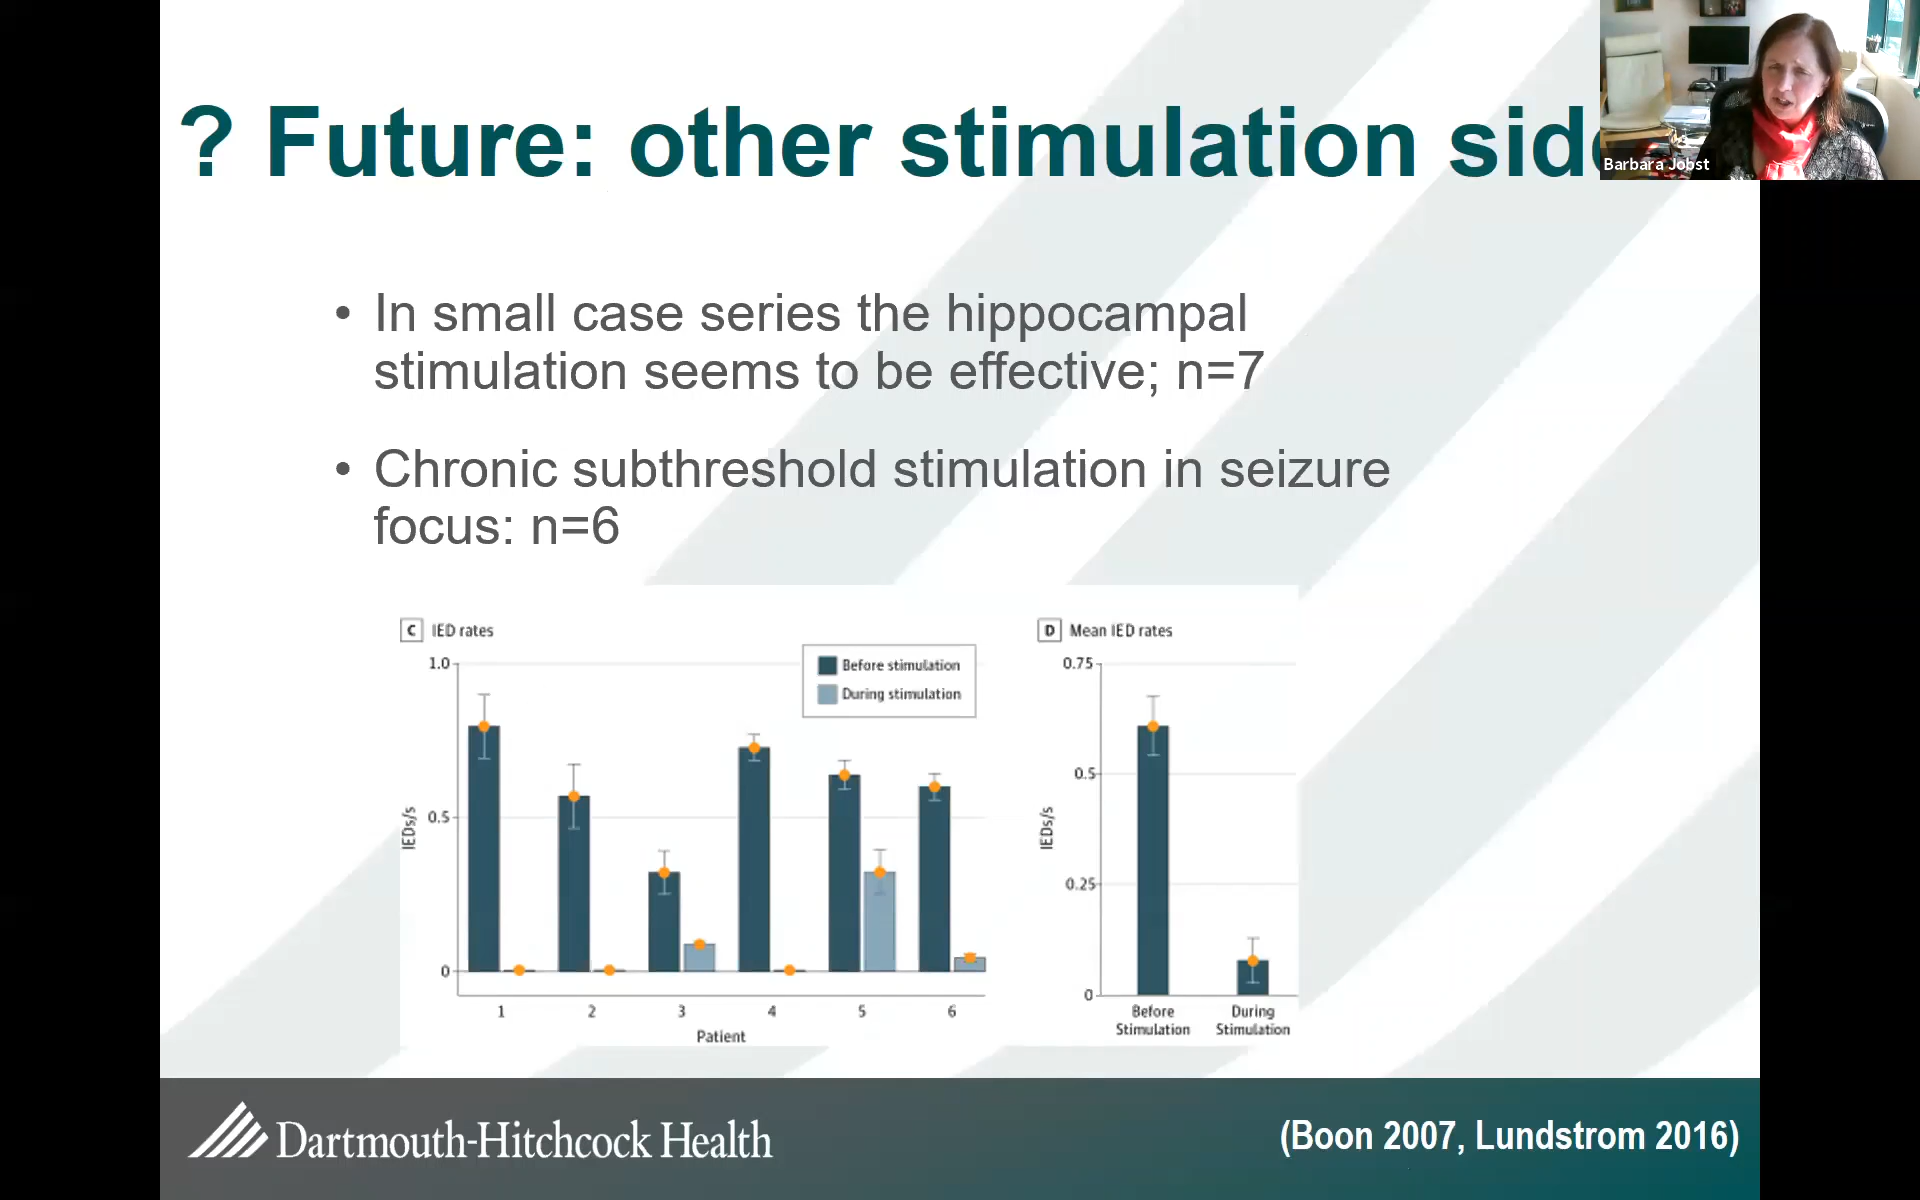 ? Future: other stimulation sid
Barbara Jobst
• In small case series the hippocampal
stimulation seems to be effective; n=7
• Chronic subthreshold stimulation in seizure
focus: n=6
C IED rates
Before stimulation
During stimulation
1.0
0.5
0
IEDs/s
1 2 3 4 5 6
Patient
D Mean IED rates
0.75
0.5
0.25
0
IEDs/s
Before
Stimulation
During
Stimulation
Dartmouth-Hitchcock Health
(Boon 2007, Lundstrom 2016)